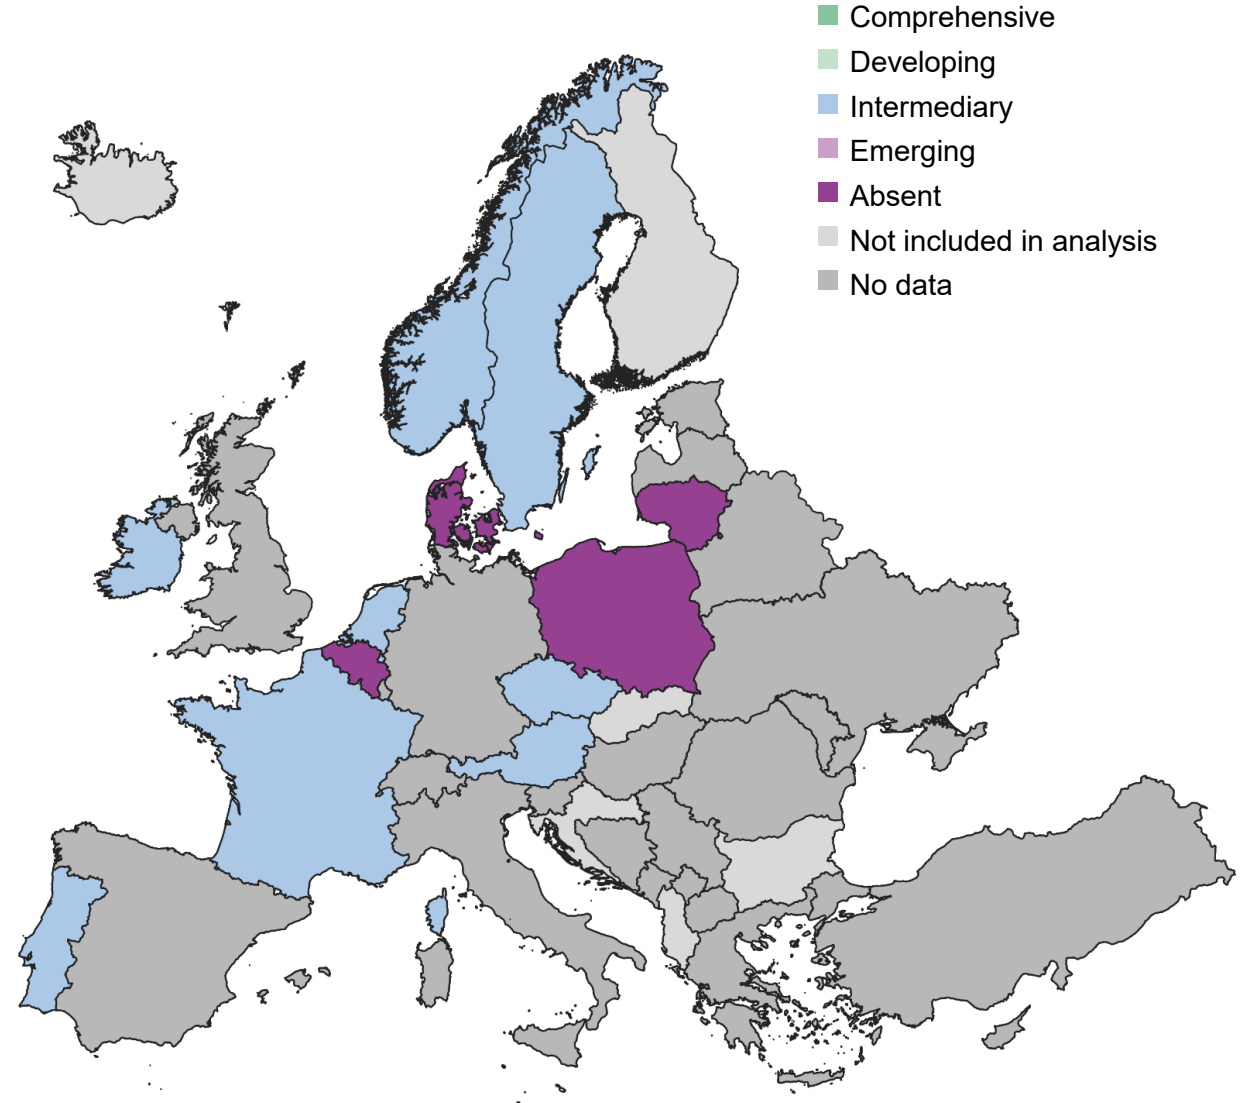 Comprehensive
Developing
Intermediary
Emerging
Absent
Not included in analysis
No data